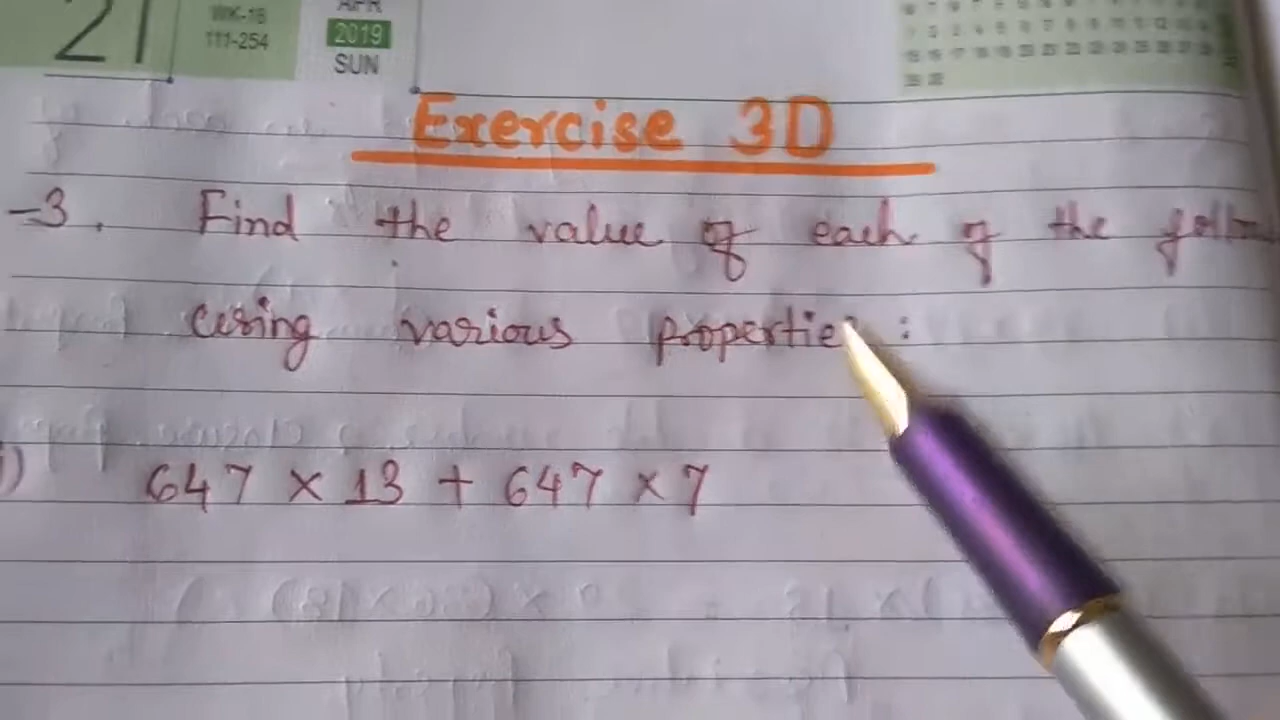 21
WK-16
111-254
APR
2019
SUN
Exercise 3D
-3. Find the value of each of the
using various properties:
i) 647 × 13 + 647 × 7